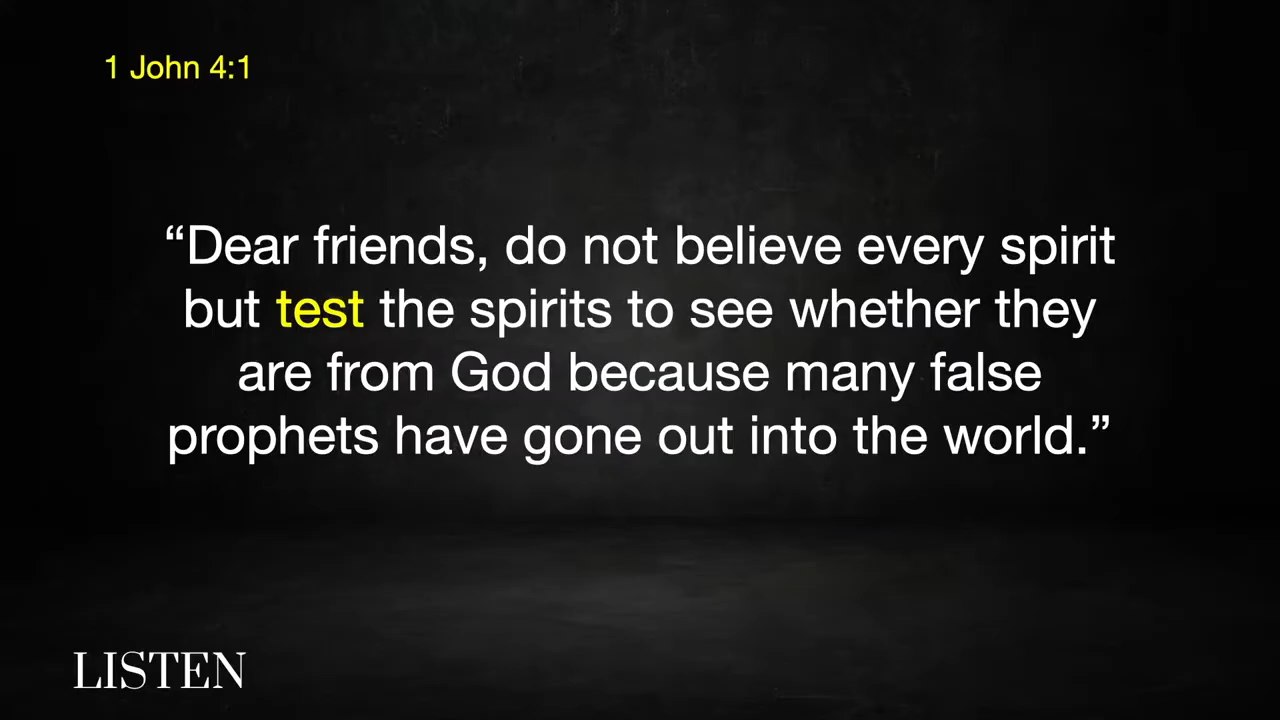 1 John 4:1
“Dear friends, do not believe every spirit
but test the spirits to see whether they
are from God because many false
prophets have gone out into the world.”
LISTEN